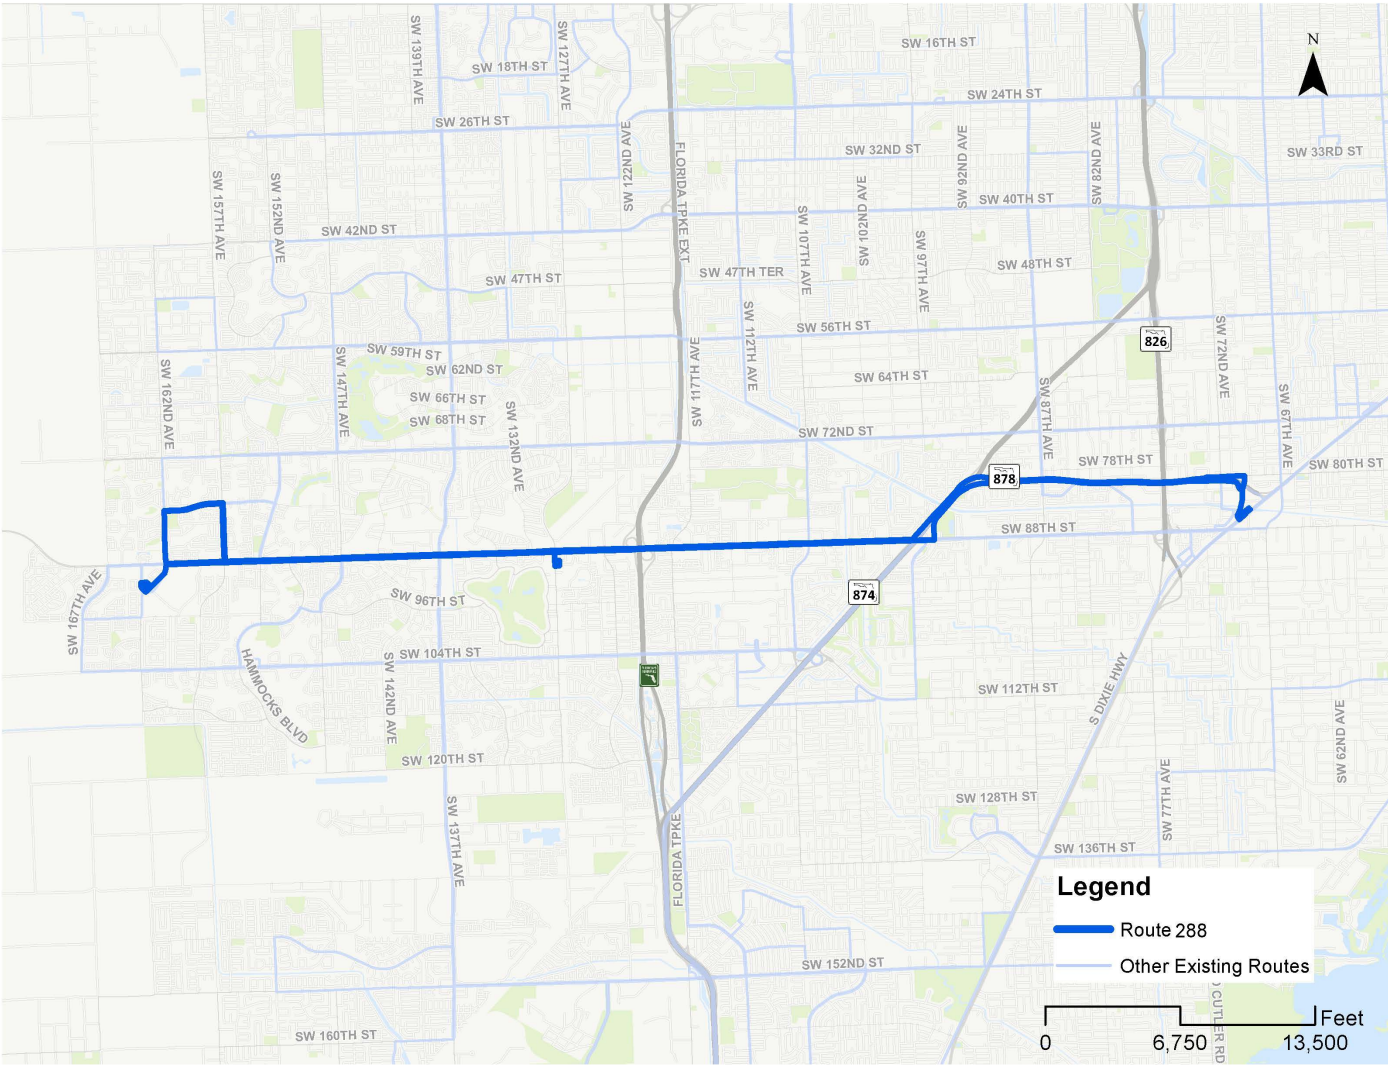 N
SW 16TH ST
SW 18TH ST
SW 139TH AVE
SW 127TH AVE
SW 24TH ST
SW 26TH ST
SW 122ND AVE
SW 32ND ST
SW 92ND AVE
SW 82ND AVE
SW 33RD ST
FLORIDA TPKE EXT
SW 157TH AVE
SW 152ND AVE
SW 102ND AVE
SW 40TH ST
SW 42ND ST
SW 107TH AVE
SW 97TH AVE
SW 47TH ST
SW 47TH TER
SW 48TH ST
SW 112TH AVE
SW 56TH ST
826
SW 72ND AVE
SW 59TH ST
SW 62ND ST
SW 162ND AVE
SW 147TH AVE
SW 117TH AVE
SW 64TH ST
SW 87TH AVE
SW 67TH AVE
SW 66TH ST
SW 68TH ST
SW 132ND AVE
SW 72ND ST
SW 78TH ST
SW 80TH ST
878
SW 88TH ST
SW 167TH AVE
SW 96TH ST
874
SW 104TH ST
HAMMOCKS BLVD
SW 142ND AVE
SW 112TH ST
S DIXIE HWY
SW 62ND AVE
SW 120TH ST
SW 77TH AVE
SW 128TH ST
SW 137TH AVE
FLORIDA TPKE
SW 136TH ST
Legend
Route 288
Other Existing Routes
SW 152ND ST
SW 160TH ST
CUTLER RD
Feet
0
6,750
13,500